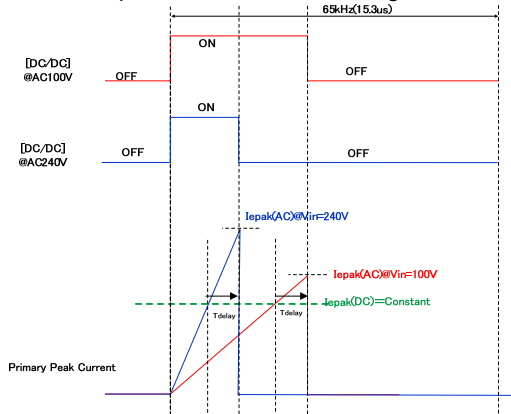 65kHz(15.3us)
ON
[DC/DC]
@AC100V
OFF
OFF
ON
[DC/DC]
@AC240V
OFF
OFF
Iepak(AC)@Vin=240V
Iepak(AC)@Vin=100V
Iepak(DC)=Constant
Tdelay
Tdelay
Primary Peak Current